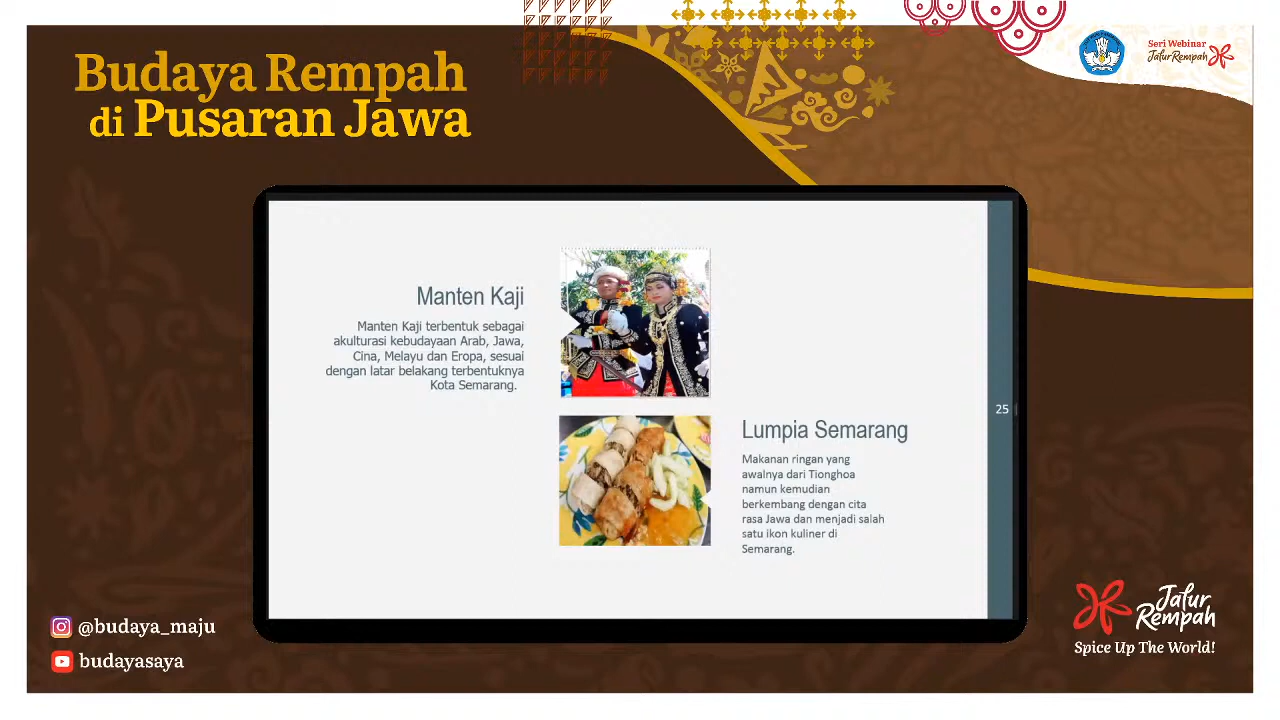 Budaya Rempah
di Pusaran Jawa
Seri Webinar
Jalur Rempah
Manten Kaji
Manten Kaji terbentuk sebagai
akulturasi kebudayaan Arab, Jawa,
Cina, Melayu dan Eropa, sesuai
dengan latar belakang terbentuknya
Kota Semarang.
25
Lumpia Semarang
Makanan ringan yang
awalnya dari Tionghoa
namun kemudian
berkembang dengan cita
rasa Jawa dan menjadi salah
satu ikon kuliner di
Semarang.
@budaya_maju
budayasaya
Jalur
Rempah
Spice Up The World!